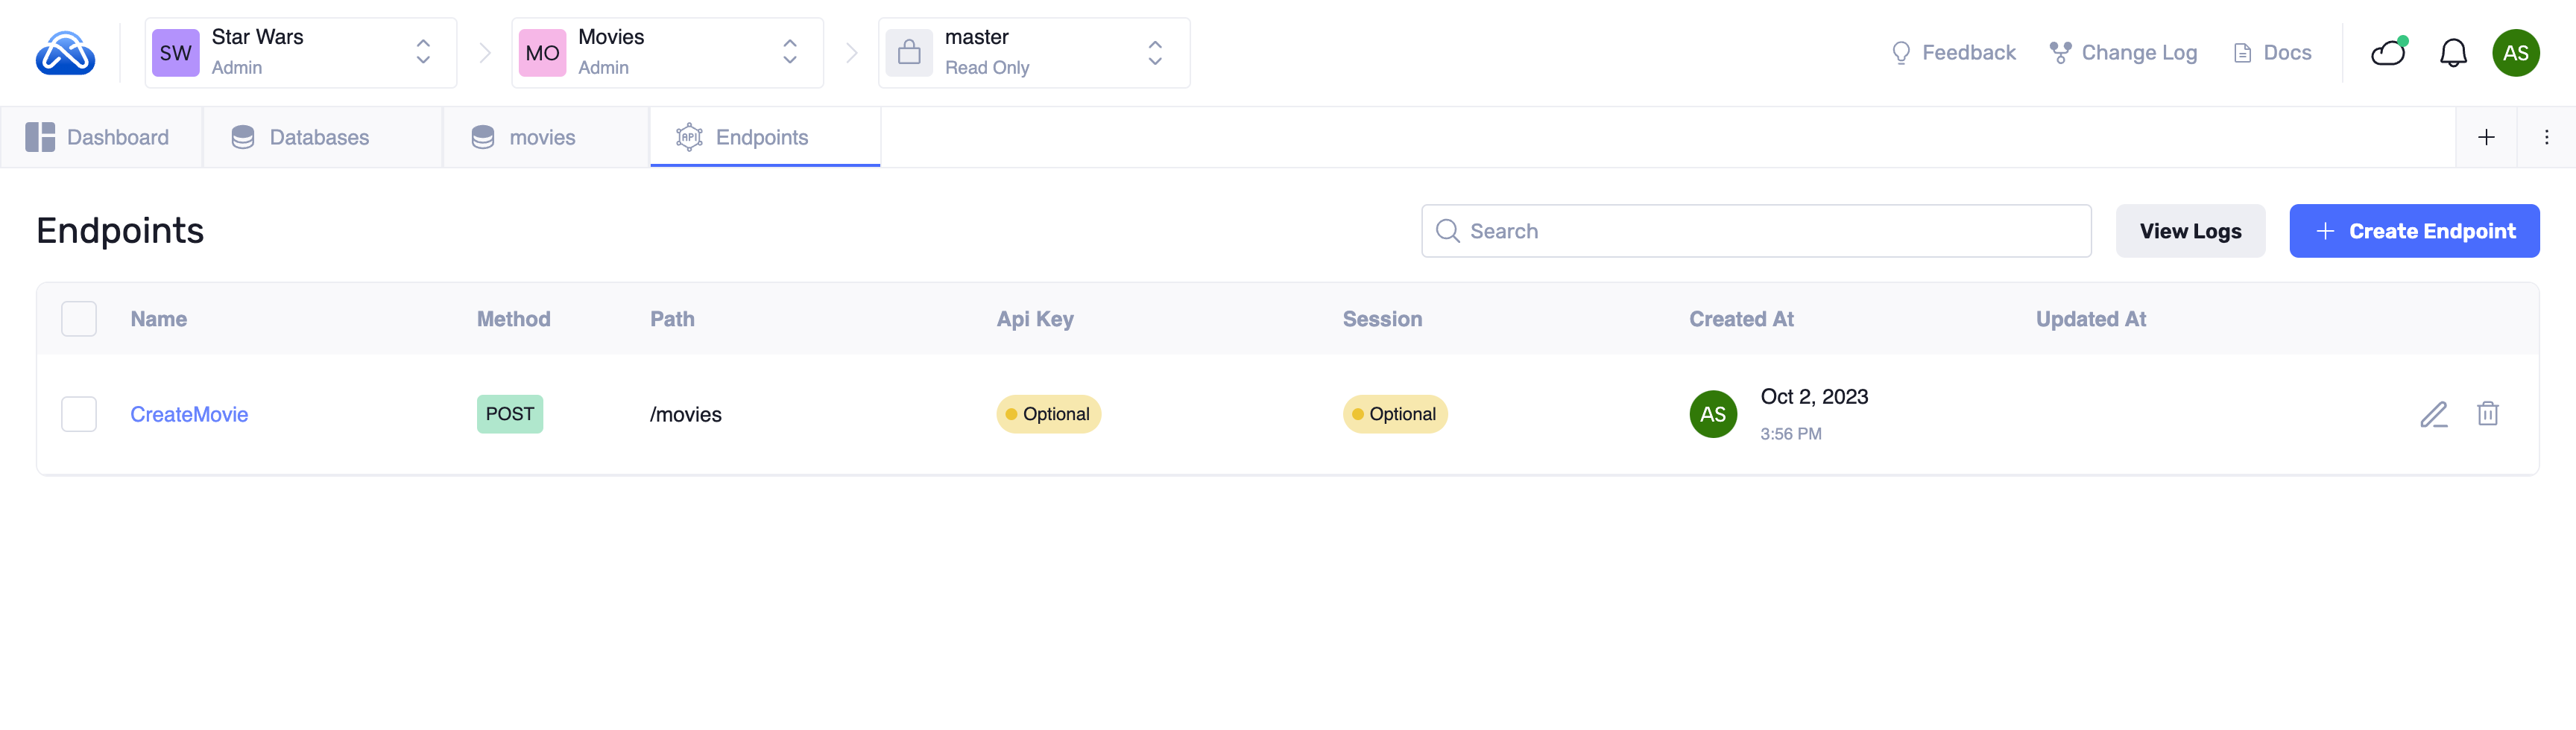 SW Star Wars Admin
MO Movies Admin
master Read Only
Feedback Change Log Docs AS
Dashboard Databases movies API Endpoints
Endpoints Search View Logs + Create Endpoint
Name Method Path Api Key Session Created At Updated At
CreateMovie POST /movies Optional Optional AS Oct 2, 2023
3:56 PM